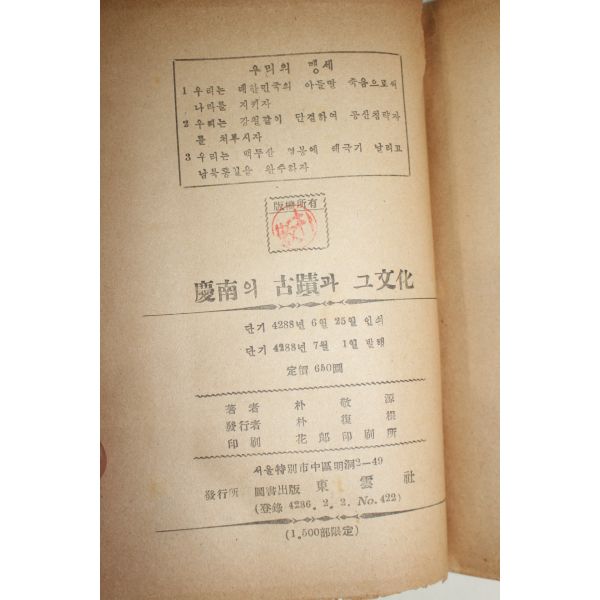 우리의 맹세
1 우리는 대한민국의 아들딸 죽음으로써
나라를 지키자
2 우리는 강철같이 단결하여 공산침략자
를 처부시자
3 우리는 백두산 영봉에 태극기 날리고
남북통일을 완수하자
版權所有
慶南의 古蹟과 그文化
단기 4288년 6월 25일 인쇄
단기 4288년 7월 1일 발행
定價 650圜
著者 朴敬源
發行者 朴復
印刷 花郎印刷所
서울特別市中區明洞2—49
發行所 圖書出版 東雲社
(登錄 4286. 2. 2. No. 422)
(1,500部限定)